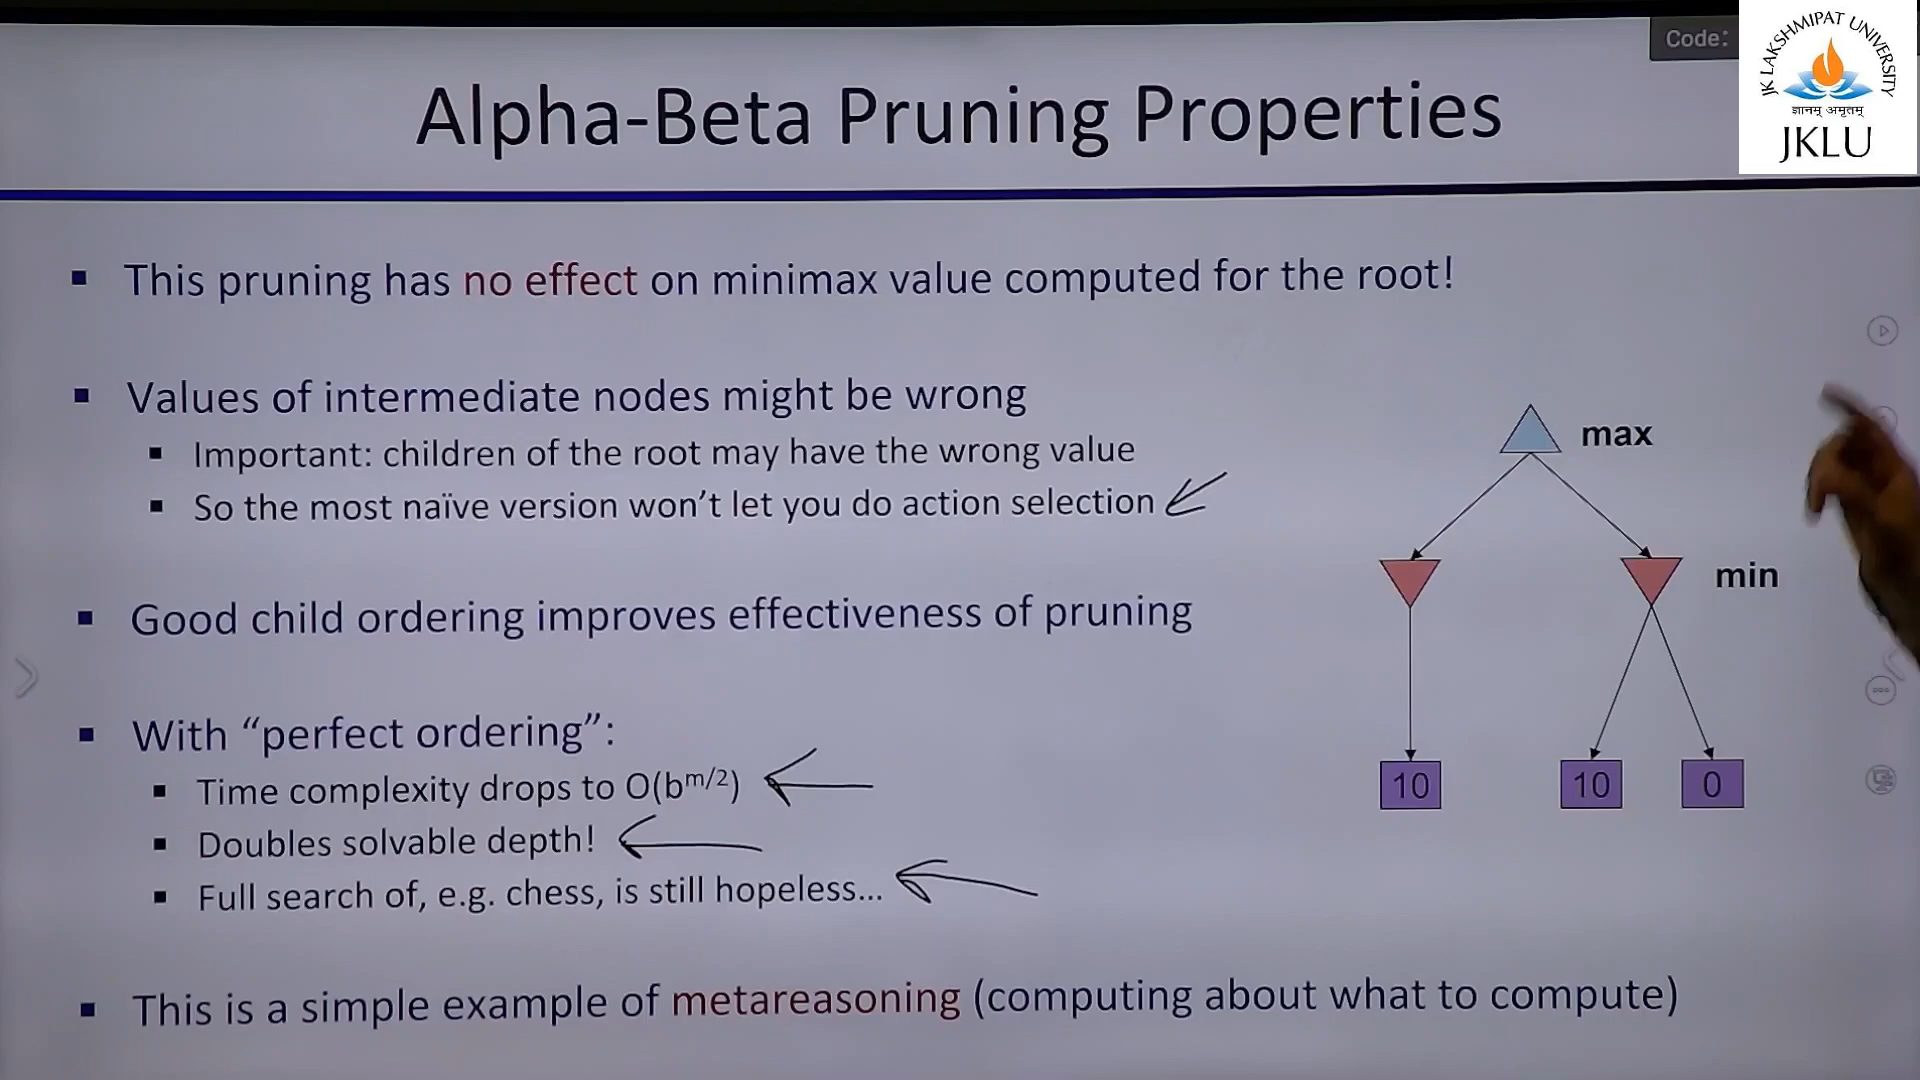 Code:
JK LAKSHMIPAT UNIVERSITY
ज्ञानम् अमृतम्
JKLU
Alpha-Beta Pruning Properties
▪ This pruning has no effect on minimax value computed for the root!
▪ Values of intermediate nodes might be wrong
▪ Important: children of the root may have the wrong value
▪ So the most naïve version won’t let you do action selection
▪ Good child ordering improves effectiveness of pruning
▪ With “perfect ordering”:
▪ Time complexity drops to O(b^{m/2})
▪ Doubles solvable depth!
▪ Full search of, e.g. chess, is still hopeless…
▪ This is a simple example of metareasoning (computing about what to compute)
max
min
10 10 0